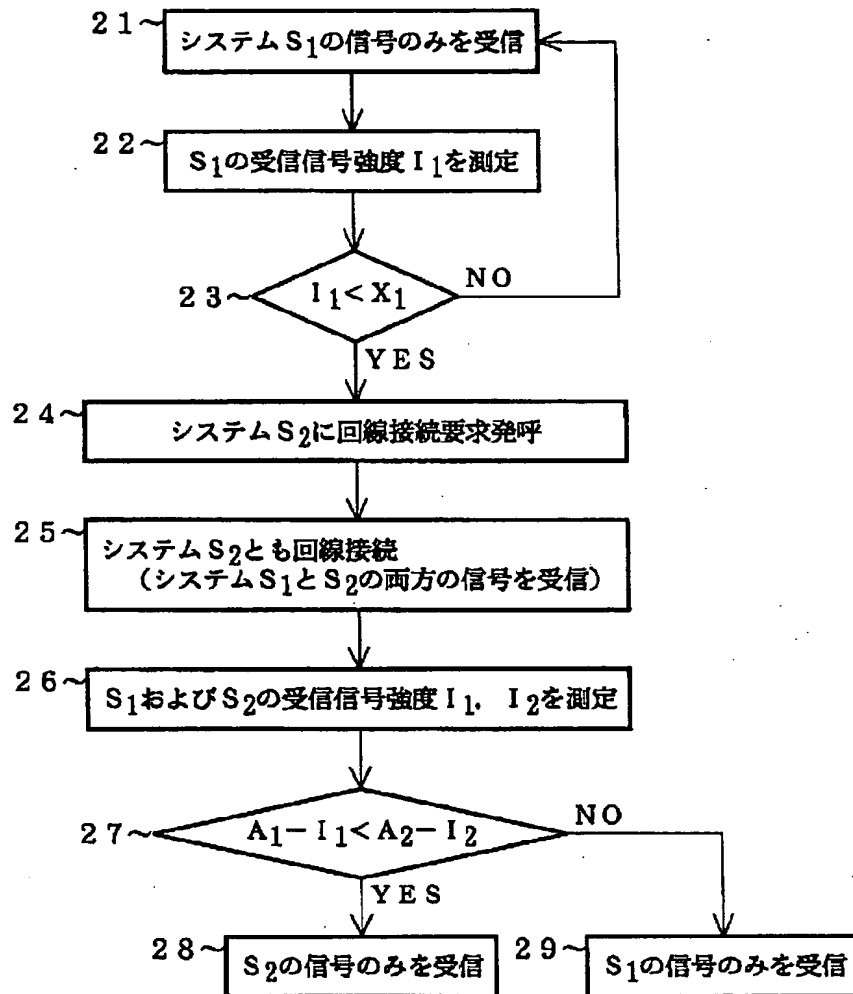 21~
システムS1の信号のみを受信
22~
S1の受信信号強度I1を測定
23~
I1<X1
NO
YES
24~
システムS2に回線接続要求発呼
25~
システムS2とも回線接続
(システムS1とS2の両方の信号を受信)
26~
S1およびS2の受信信号強度I1, I2を測定
27~
A1-I1<A2-I2
NO
YES
28~
S2の信号のみを受信
29~
S1の信号のみを受信